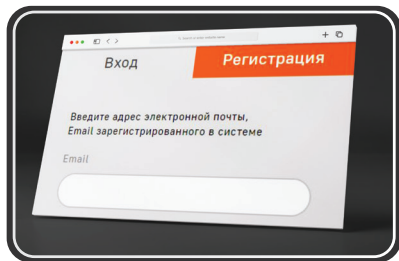 Вход
Регистрация
Введите адрес электронной почты,
Email зарегистрированного в системе
Email